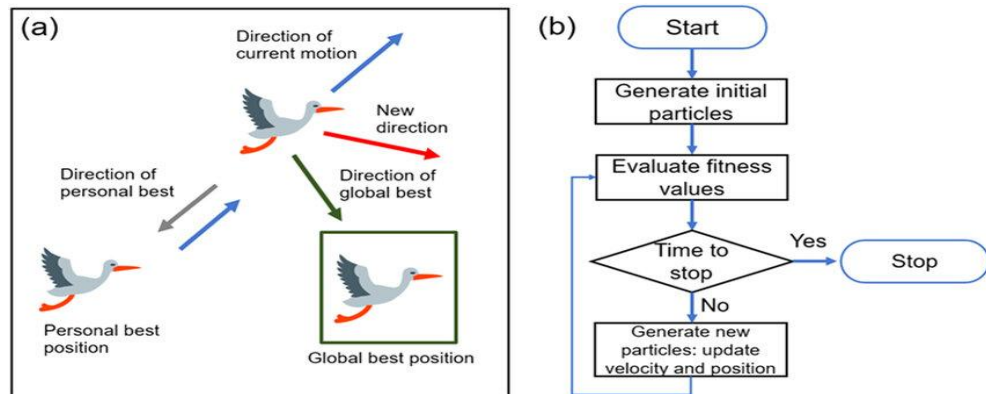 (a)
Direction of
current motion
New
direction
Direction of
personal best
Direction of
global best
Personal best
position
Global best position
(b)
Start
Generate initial
particles
Evaluate fitness
values
Time to
stop
Yes
Stop
No
Generate new
particles: update
velocity and position